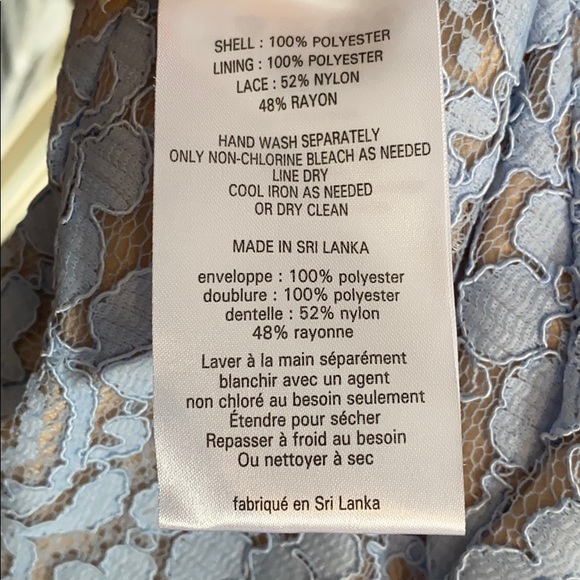 SHELL : 100% POLYESTER
LINING : 100% POLYESTER
LACE : 52% NYLON
48% RAYON
HAND WASH SEPARATELY
ONLY NON-CHLORINE BLEACH AS NEEDED
LINE DRY
COOL IRON AS NEEDED
OR DRY CLEAN
MADE IN SRI LANKA
enveloppe : 100% polyester
doublure : 100% polyester
dentelle : 52% nylon
48% rayonne
Laver à la main séparément
blanchir avec un agent
non chloré au besoin seulement
Étendre pour sécher
Repasser à froid au besoin
Ou nettoyer à sec
fabriqué en Sri Lanka